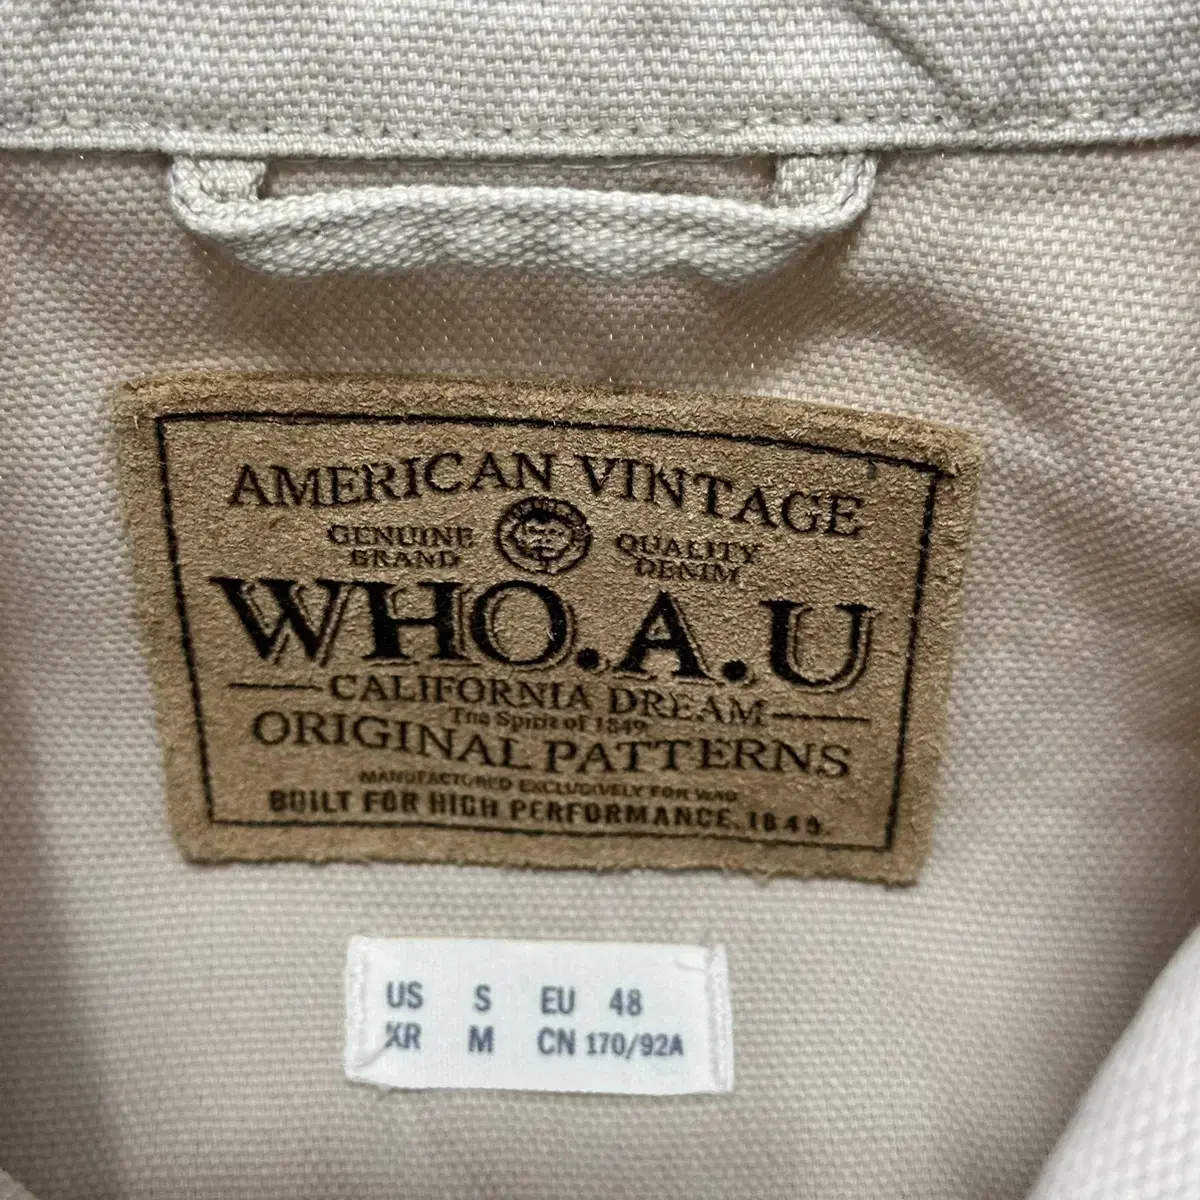 AMERICAN VINTAGE
GENUINE BRAND
QUALITY DENIM
WHO.A.U
CALIFORNIA DREAM
The Spirit of 1849
ORIGINAL PATTERNS
MANUFACTURED EXCLUSIVELY FOR WAU
BUILT FOR HIGH PERFORMANCE.1849.
US S EU 48
KR M CN 170/92A